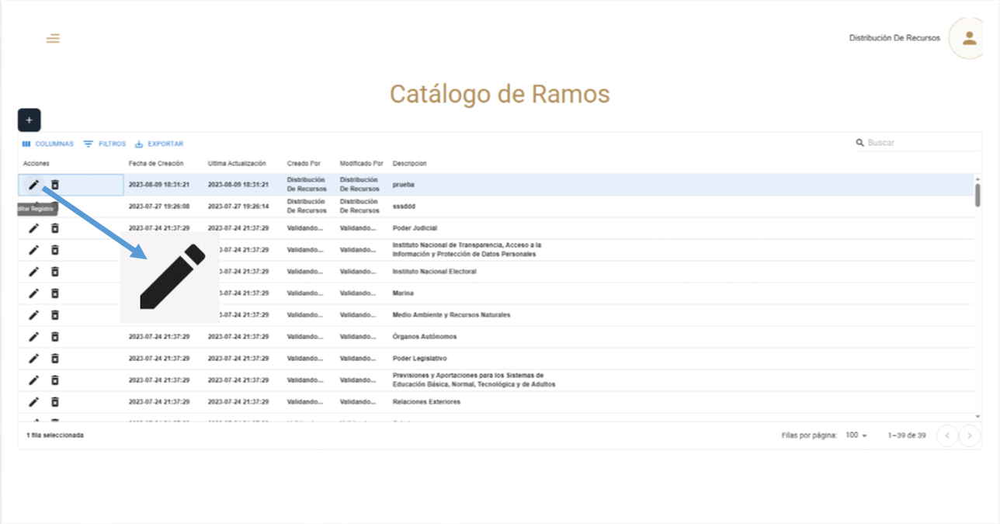 Distribución De Recursos
Catálogo de Ramos
+
COLUMNAS FILTROS EXPORTAR Buscar
Acciones Fecha de Creación Ultima Actualización Creado Por Modificado Por Descripcion
2023-08-09 18:31:21 2023-08-09 18:31:21 Distribución De Recursos Distribución De Recursos prueba
ditar Registro 2023-07-27 19:26:08 2023-07-27 19:26:14 Distribución De Recursos Distribución De Recursos sssddd
2023-07-24 21:37:29 2023-07-24 21:37:29 Validando... Validando... Poder Judicial
3-07-24 21:37:29 Validando... Validando... Instituto Nacional de Transparencia, Acceso a la Información y Protección de Datos Personales
3-07-24 21:37:29 Validando... Validando... Instituto Nacional Electoral
3-07-24 21:37:29 Validando... Validando... Marina
3-07-24 21:37:29 Validando... Validando... Medio Ambiente y Recursos Naturales
2023-07-24 21:37:29 2023-07-24 21:37:29 Validando... Validando... Órganos Autónomos
2023-07-24 21:37:29 2023-07-24 21:37:29 Validando... Validando... Poder Legislativo
2023-07-24 21:37:29 2023-07-24 21:37:29 Validando... Validando... Previsiones y Aportaciones para los Sistemas de Educación Básica, Normal, Tecnológica y de Adultos
2023-07-24 21:37:29 2023-07-24 21:37:29 Validando... Validando... Relaciones Exteriores
1 fila seleccionada Filas por página: 100 1–39 de 39